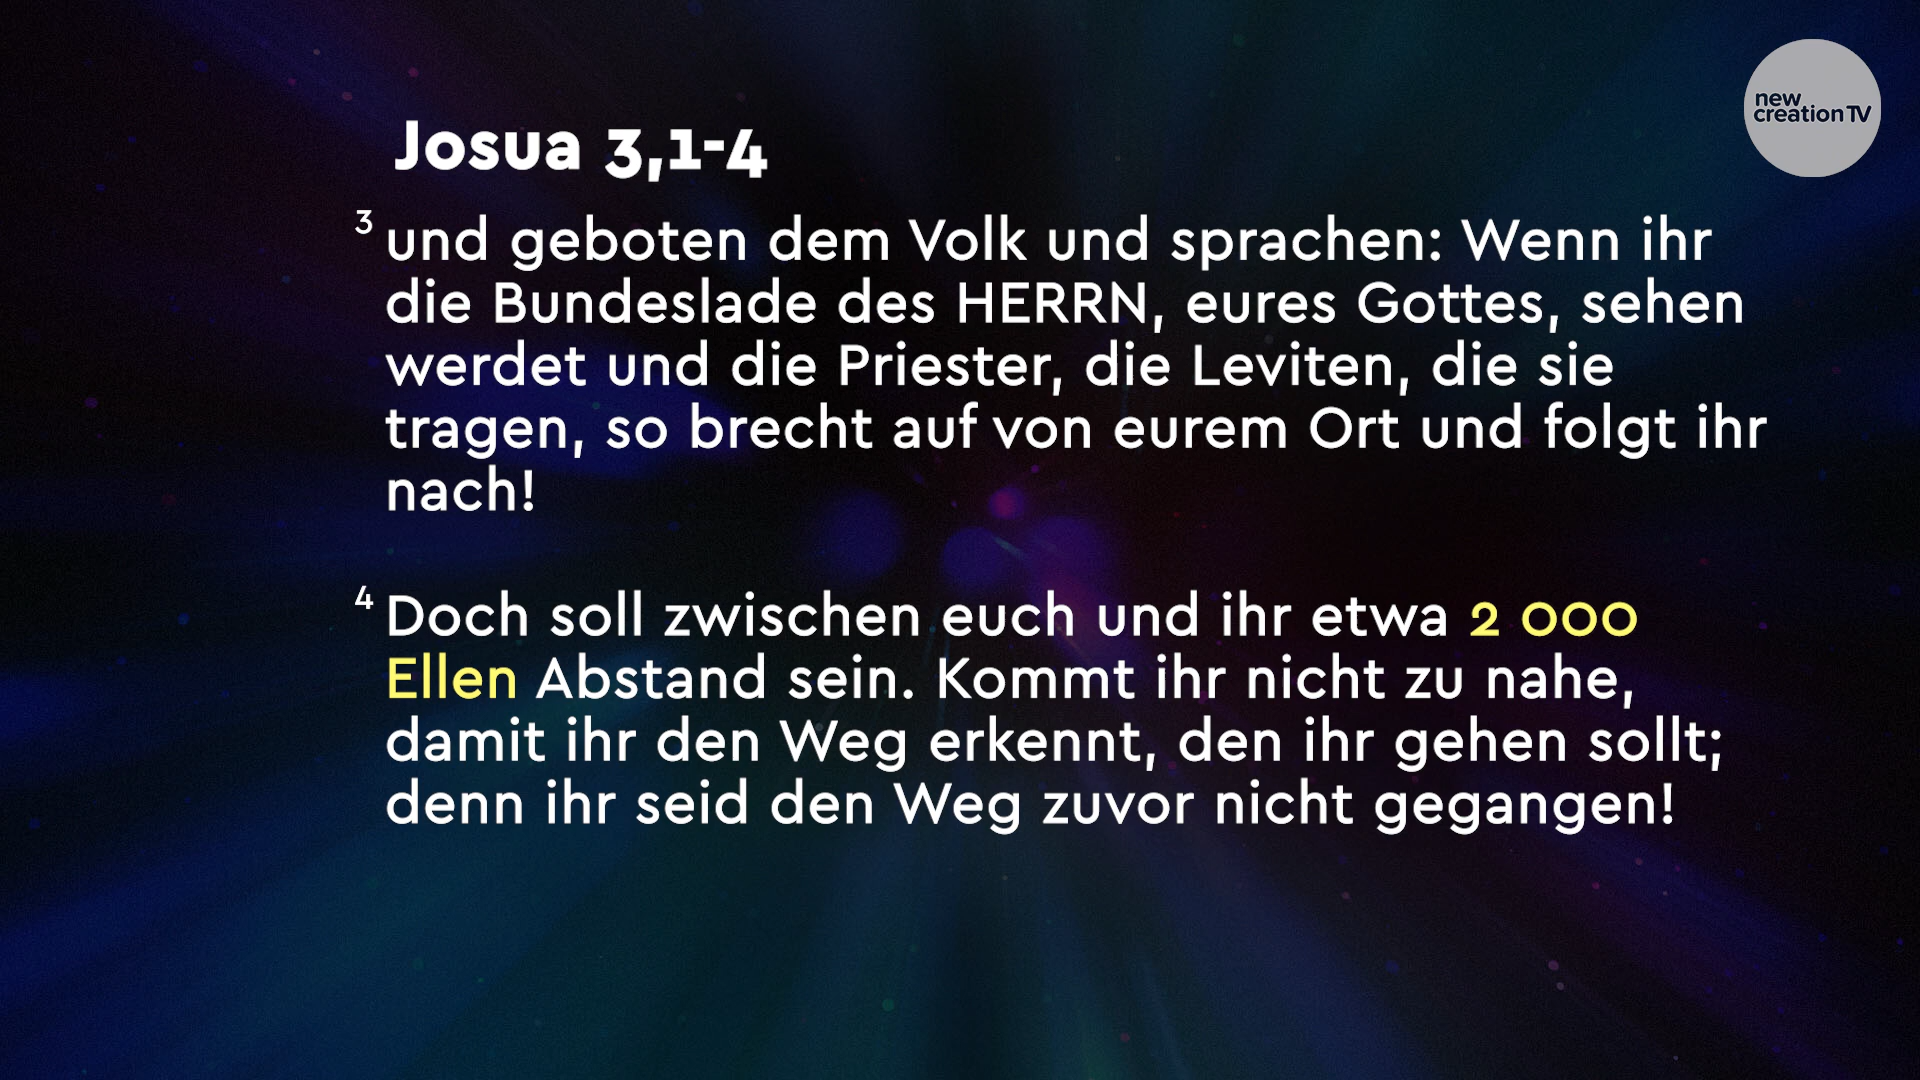 new
creation TV
Josua 3,1-4
3 und geboten dem Volk und sprachen: Wenn ihr
die Bundeslade des HERRN, eures Gottes, sehen
werdet und die Priester, die Leviten, die sie
tragen, so brecht auf von eurem Ort und folgt ihr
nach!
4 Doch soll zwischen euch und ihr etwa 2 000
Ellen Abstand sein. Kommt ihr nicht zu nahe,
damit ihr den Weg erkennt, den ihr gehen sollt;
denn ihr seid den Weg zuvor nicht gegangen!